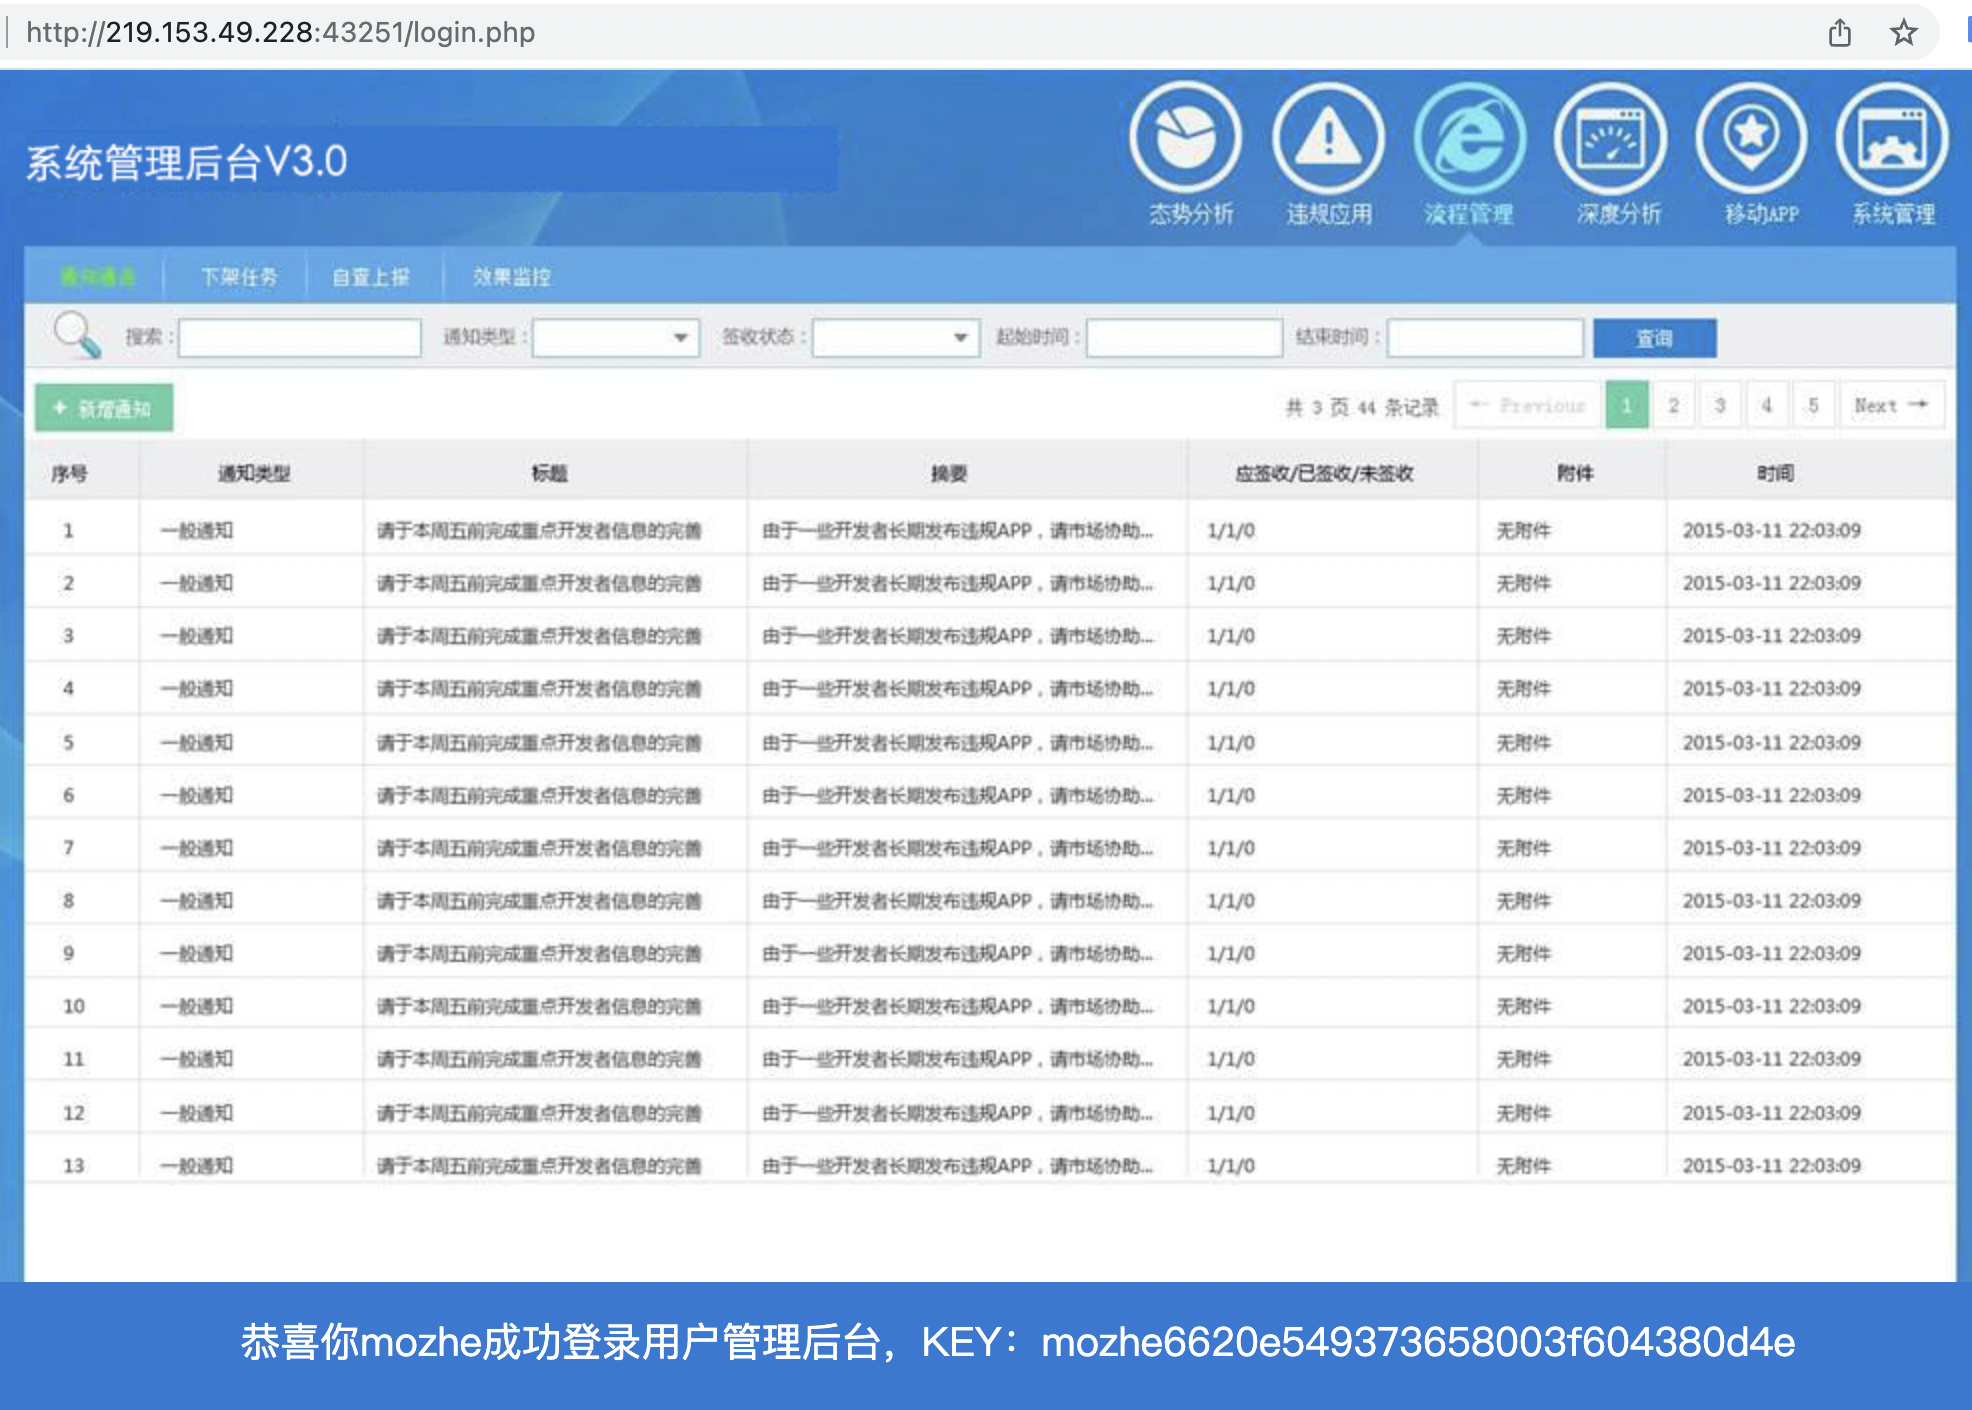 http://219.153.49.228:43251/login.php
系统管理后台V3.0
态势分析 违规应用 流程管理 深度分析 移动APP 系统管理
下架任务 自查上报 效果监控
搜索： 通知类型： 签收状态： 起始时间： 结束时间： 查询
+ 新增通知 共 3 页 44 条记录 ← Previous 1 2 3 4 5 Next →
序号 通知类型 标题 摘要 应签收/已签收/未签收 附件 时间
1 一般通知 请于本周五前完成重点开发者信息的完善 由于一些开发者长期发布违规APP，请市场协助... 1/1/0 无附件 2015-03-11 22:03:09
2 一般通知 请于本周五前完成重点开发者信息的完善 由于一些开发者长期发布违规APP，请市场协助... 1/1/0 无附件 2015-03-11 22:03:09
3 一般通知 请于本周五前完成重点开发者信息的完善 由于一些开发者长期发布违规APP，请市场协助... 1/1/0 无附件 2015-03-11 22:03:09
4 一般通知 请于本周五前完成重点开发者信息的完善 由于一些开发者长期发布违规APP，请市场协助... 1/1/0 无附件 2015-03-11 22:03:09
5 一般通知 请于本周五前完成重点开发者信息的完善 由于一些开发者长期发布违规APP，请市场协助... 1/1/0 无附件 2015-03-11 22:03:09
6 一般通知 请于本周五前完成重点开发者信息的完善 由于一些开发者长期发布违规APP，请市场协助... 1/1/0 无附件 2015-03-11 22:03:09
7 一般通知 请于本周五前完成重点开发者信息的完善 由于一些开发者长期发布违规APP，请市场协助... 1/1/0 无附件 2015-03-11 22:03:09
8 一般通知 请于本周五前完成重点开发者信息的完善 由于一些开发者长期发布违规APP，请市场协助... 1/1/0 无附件 2015-03-11 22:03:09
9 一般通知 请于本周五前完成重点开发者信息的完善 由于一些开发者长期发布违规APP，请市场协助... 1/1/0 无附件 2015-03-11 22:03:09
10 一般通知 请于本周五前完成重点开发者信息的完善 由于一些开发者长期发布违规APP，请市场协助... 1/1/0 无附件 2015-03-11 22:03:09
11 一般通知 请于本周五前完成重点开发者信息的完善 由于一些开发者长期发布违规APP，请市场协助... 1/1/0 无附件 2015-03-11 22:03:09
12 一般通知 请于本周五前完成重点开发者信息的完善 由于一些开发者长期发布违规APP，请市场协助... 1/1/0 无附件 2015-03-11 22:03:09
13 一般通知 请于本周五前完成重点开发者信息的完善 由于一些开发者长期发布违规APP，请市场协助... 1/1/0 无附件 2015-03-11 22:03:09
恭喜你mozhe成功登录用户管理后台，KEY：mozhe6620e549373658003f604380d4e